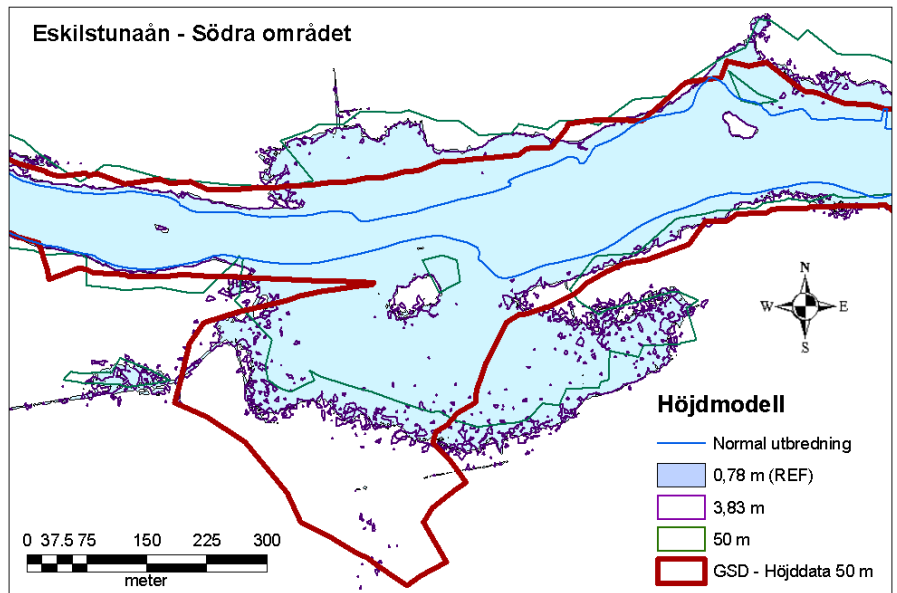 Eskilstunaån - Södra området
N
W E
S
Höjdmodell
Normal utbredning
0,78 m (REF)
3,83 m
50 m
GSD - Höjddata 50 m
0 37.5 75 150 225 300
meter